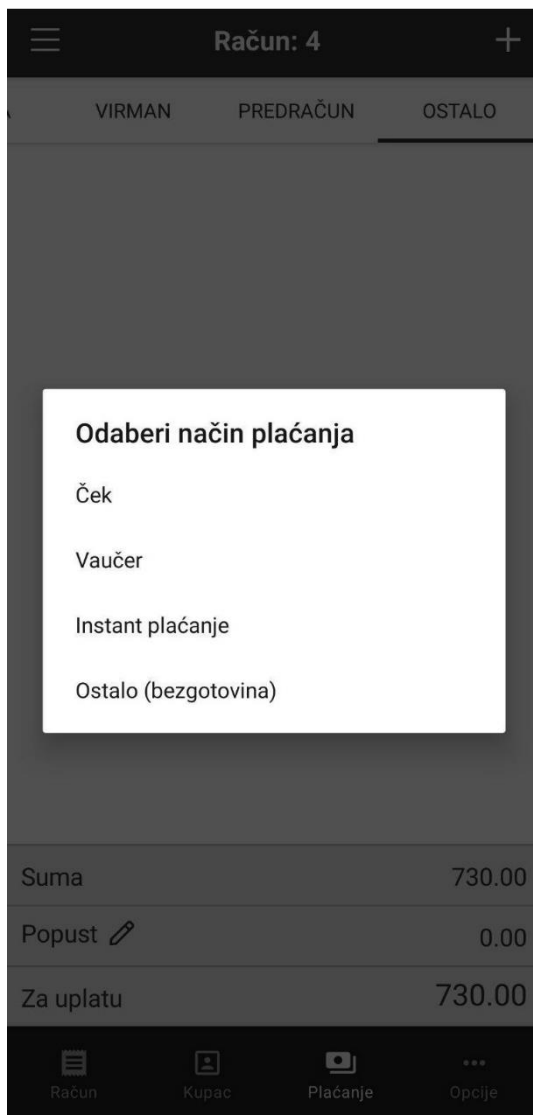 Račun: 4
VIRMAN PREDRAČUN OSTALO
Odaberi način plaćanja
Ček
Vaučer
Instant plaćanje
Ostalo (bezgotovina)
Suma 730.00
Popust 0.00
Za uplatu 730.00
Račun Kupac Plaćanje Opcije